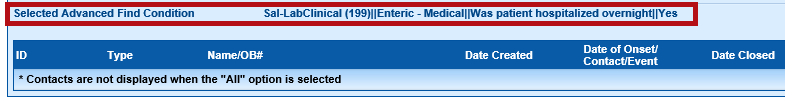 Selected Advanced Find Condition Sal-LabClinical (199)||Enteric - Medical||Was patient hospitalized overnight||Yes
ID Type Name/OB# Date Created Date of Onset/ Contact/Event Date Closed
* Contacts are not displayed when the "All" option is selected